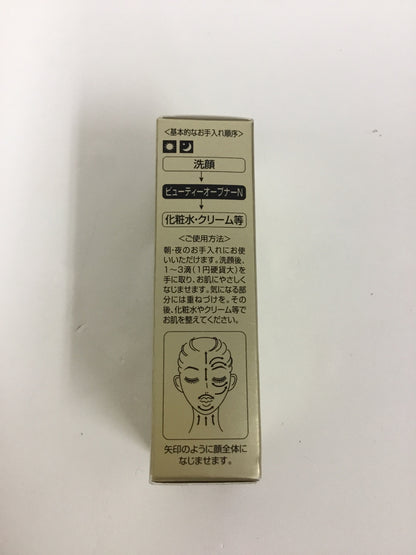 <基本的なお手入れ順序>
洗顔
ビューティーオープナーN
化粧水・クリーム等
<ご使用方法>
朝・夜のお手入れにお使
いいただけます。洗顔後、
1～3滴(1円硬貨大)を
手に取り、お肌にやさしく
なじませます。気になる部
分には重ねづけを。その
後、化粧水やクリーム等で
お肌を整えてください。
矢印のように顔全体に
なじませます。